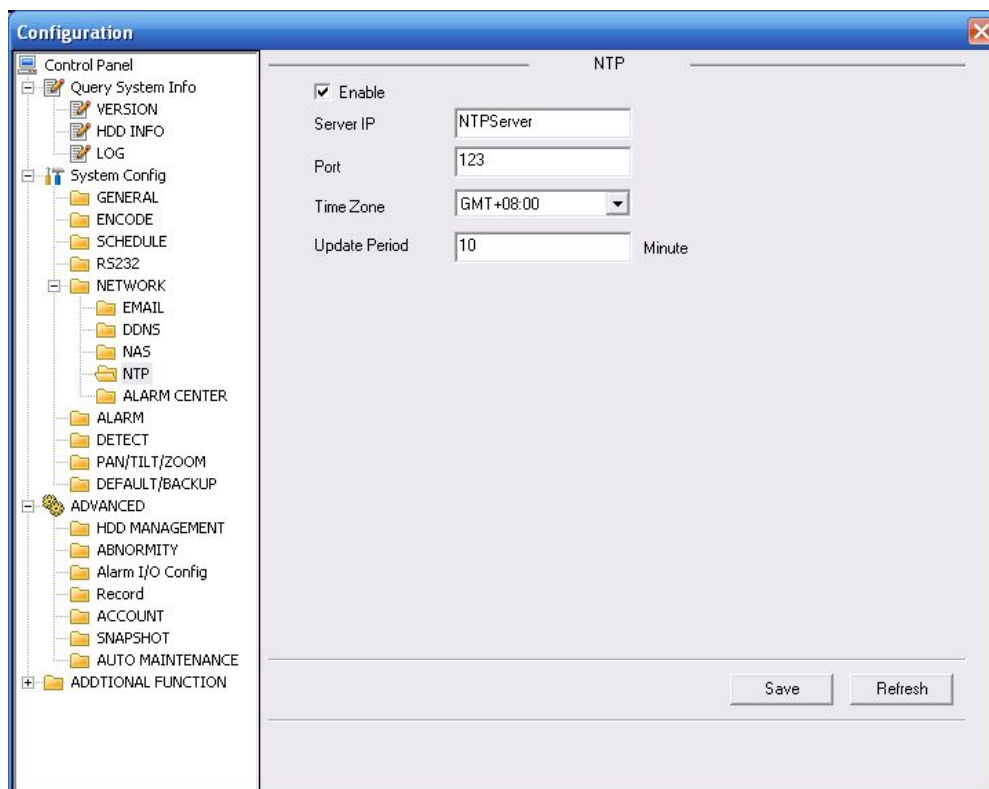 Configuration
Control Panel
Query System Info
VERSION
HDD INFO
LOG
System Config
GENERAL
ENCODE
SCHEDULE
RS232
NETWORK
EMAIL
DDNS
NAS
NTP
ALARM CENTER
ALARM
DETECT
PAN/TILT/ZOOM
DEFAULT/BACKUP
ADVANCED
HDD MANAGEMENT
ABNORMITY
Alarm I/O Config
Record
ACCOUNT
SNAPSHOT
AUTO MAINTENANCE
ADDTIONAL FUNCTION
NTP
Enable
Server IP NTPServer
Port 123
Time Zone GMT+08:00
Update Period 10 Minute
Save Refresh